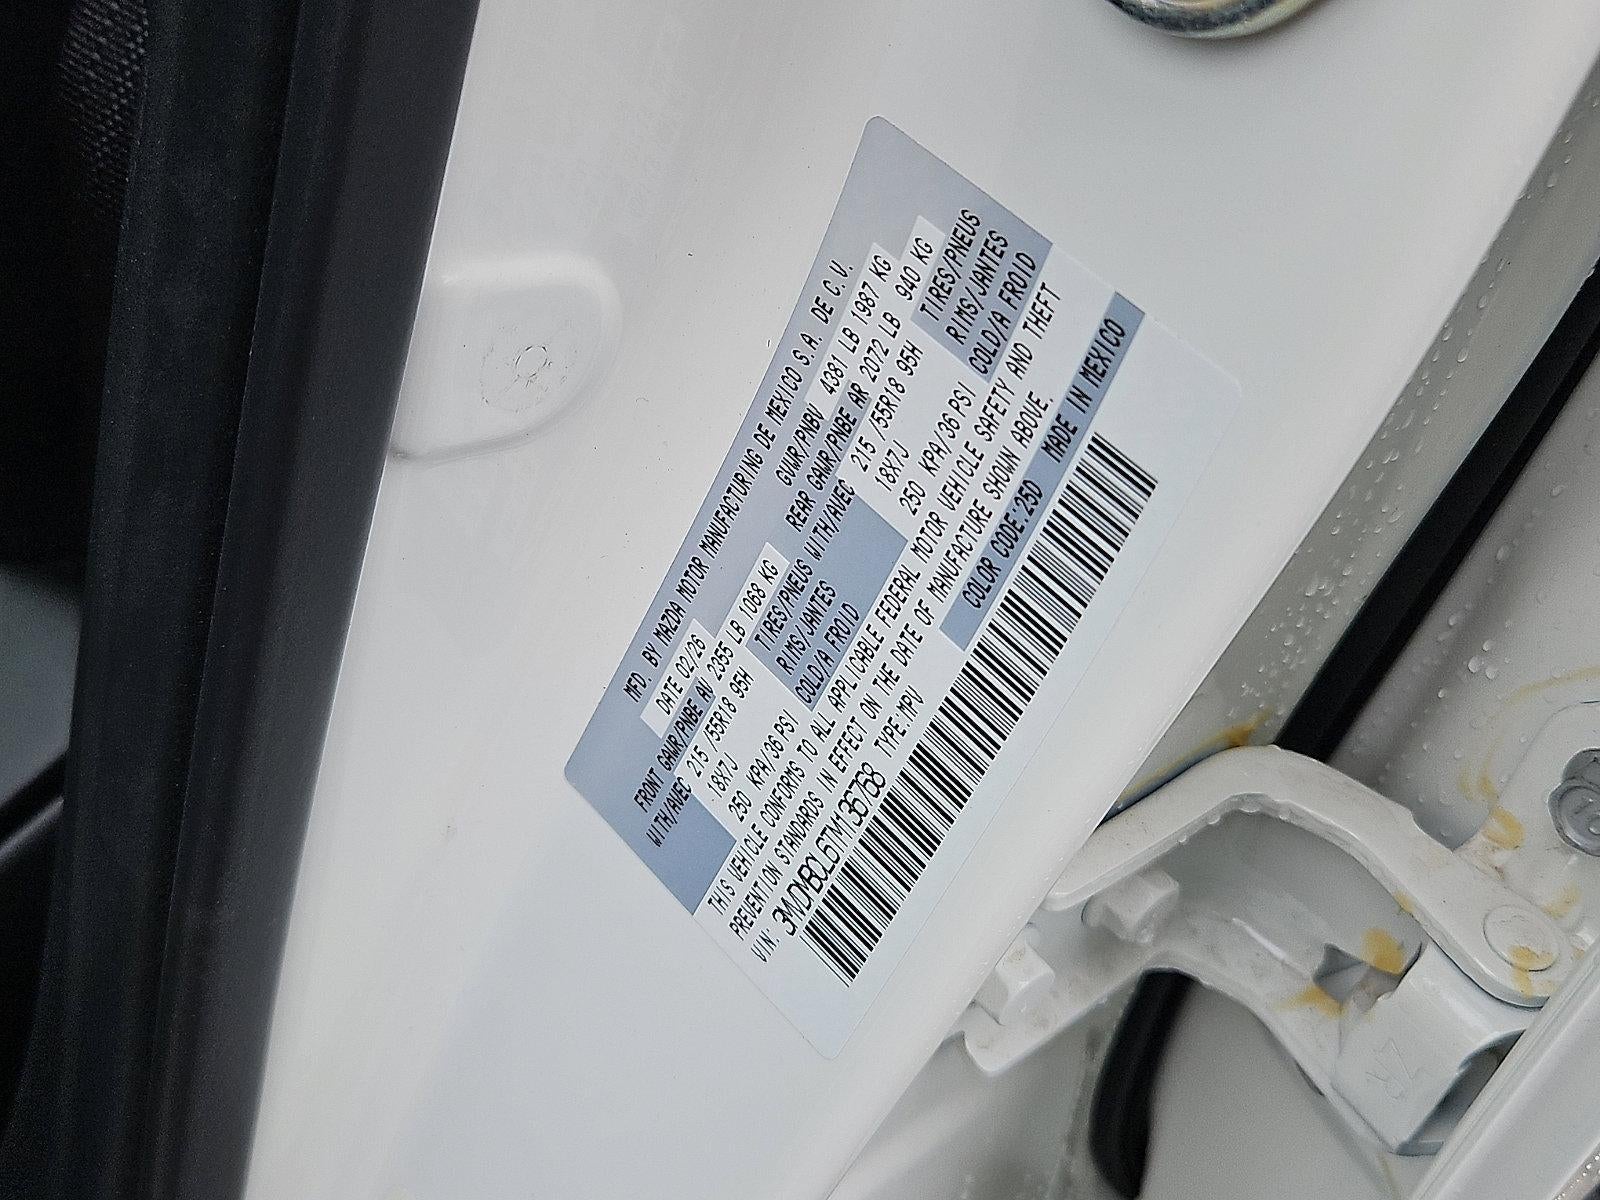 MFD. BY MAZDA MOTOR MANUFACTURING DE MEXICO S.A. DE C.V.
DATE 02/26 GVWR/PNBV 4381 LB 1987 KG
FRONT GAWR/PNBE AV 2355 LB 1068 KG REAR GAWR/PNBE AR 2072 LB 940 KG
WITH/AVEC 215 /55R18 95H TIRES/PNEUS WITH/AVEC 215 /55R18 95H TIRES/PNEUS
18X7J RIMS/JANTES 18X7J RIMS/JANTES
250 KPA/36 PSI COLD/A FROID 250 KPA/36 PSI COLD/A FROID
THIS VEHICLE CONFORMS TO ALL APPLICABLE FEDERAL MOTOR VEHICLE SAFETY AND THEFT
PREVENTION STANDARDS IN EFFECT ON THE DATE OF MANUFACTURE SHOWN ABOVE.
VIN: 3MVDMBCL6TM136768 TYPE:MPV COLOR CODE:25D MADE IN MEXICO
ZR